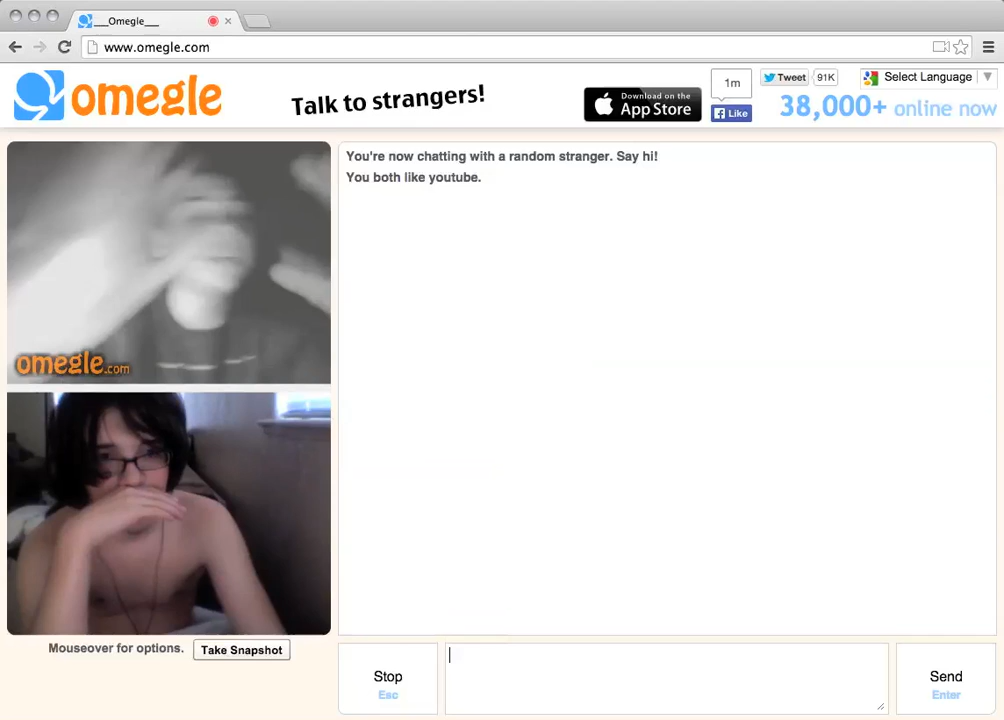 ___Omegle___
www.omegle.com
omegle
Talk to strangers!
Download on the
App Store
1m
Like
Tweet
91K
Select Language
38,000+ online now
omegle.com
You're now chatting with a random stranger. Say hi!
You both like youtube.
Mouseover for options.
Take Snapshot
Stop
Esc
Send
Enter